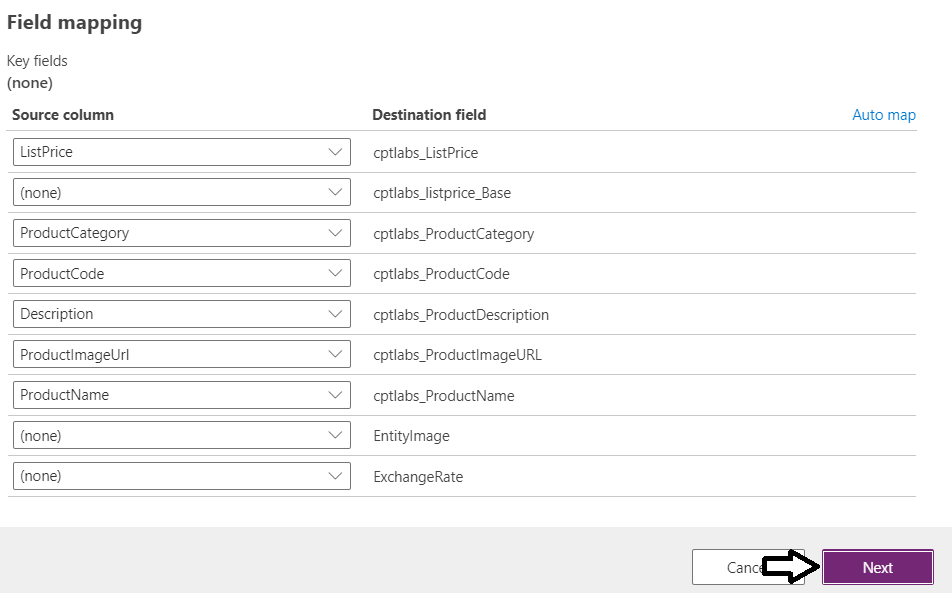 Field mapping
Key fields
(none)
Source column Destination field Auto map
ListPrice cptlabs_ListPrice
(none) cptlabs_listprice_Base
ProductCategory cptlabs_ProductCategory
ProductCode cptlabs_ProductCode
Description cptlabs_ProductDescription
ProductImageUrl cptlabs_ProductImageURL
ProductName cptlabs_ProductName
(none) EntityImage
(none) ExchangeRate
Cance Next